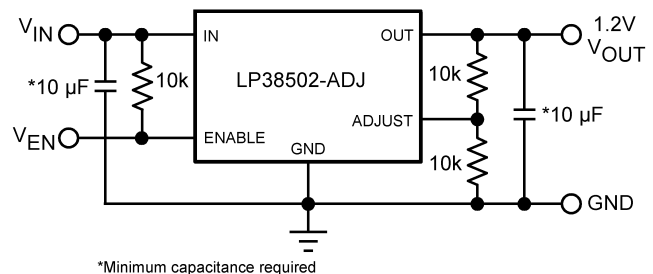 VIN
IN
OUT
1.2V
VOUT
*10 µF
10k
LP38502-ADJ
10k
*10 µF
VEN
ENABLE
ADJUST
GND
10k
GND
*Minimum capacitance required